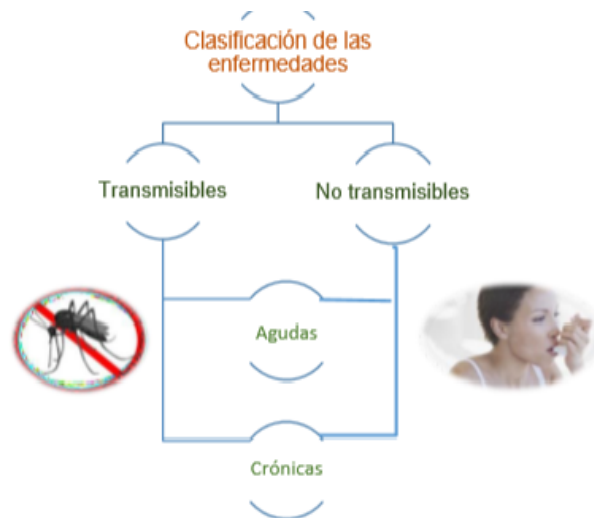 Clasificación de las
enfermedades
Transmisibles
No transmisibles
Agudas
Crónicas